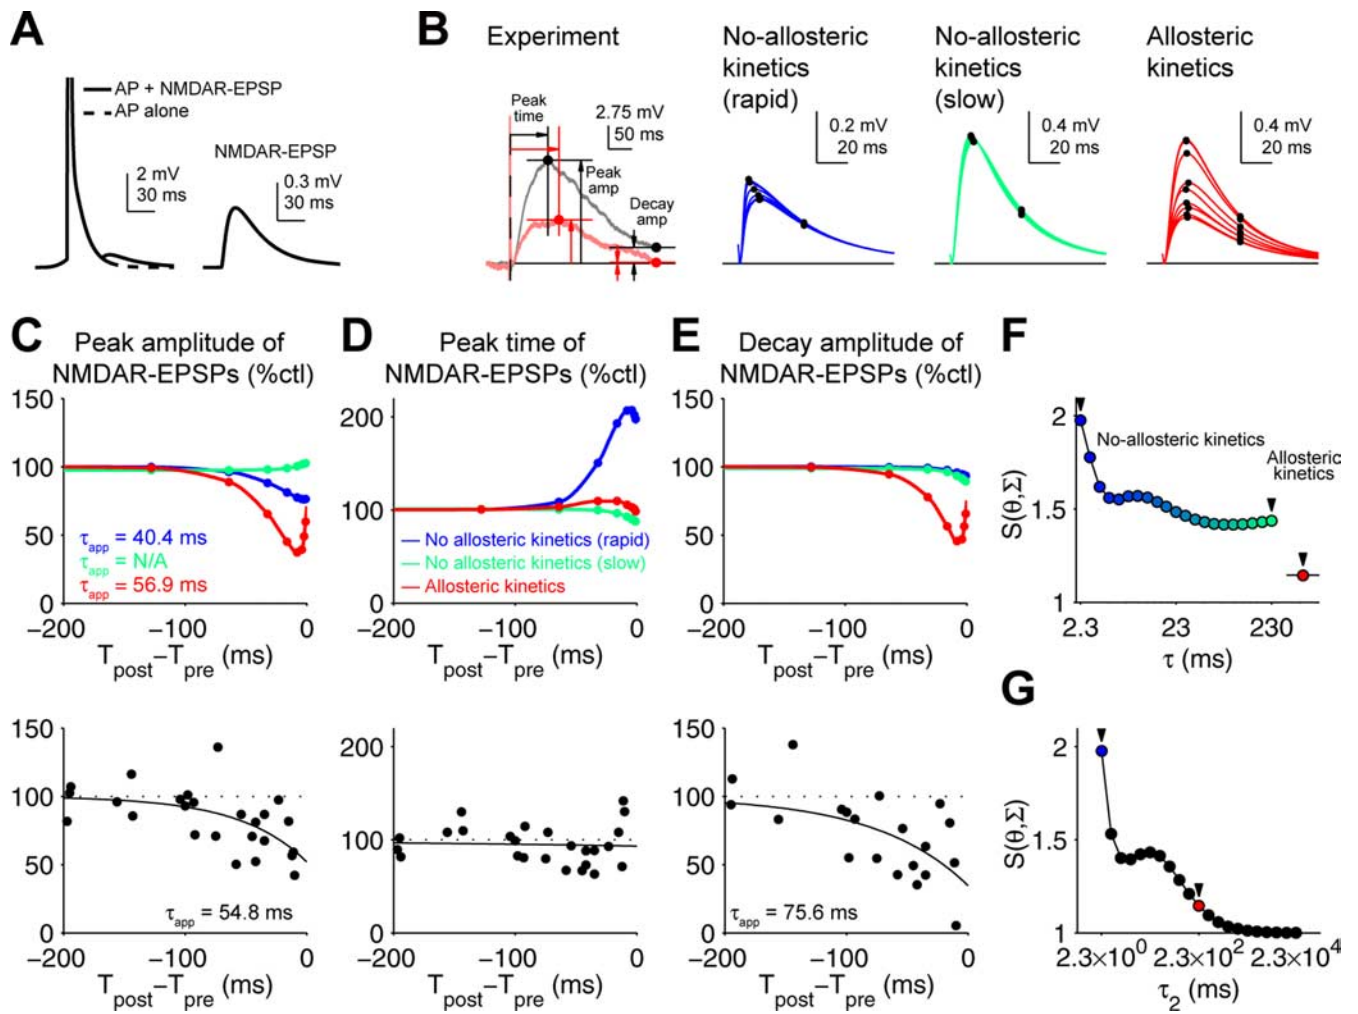 A
AP + NMDAR-EPSP
AP alone
2 mV
30 ms
NMDAR-EPSP
0.3 mV
30 ms
B
Experiment
Peak
time
2.75 mV
50 ms
Peak
amp
Decay
amp
No-allosteric
kinetics
(rapid)
0.2 mV
20 ms
No-allosteric
kinetics
(slow)
0.4 mV
20 ms
Allosteric
kinetics
0.4 mV
20 ms
C
Peak amplitude of
NMDAR-EPSPs (%ctl)
150
100
50
0
τapp = 40.4 ms
τapp = N/A
τapp = 56.9 ms
−200
−100
0
Tpost−Tpre (ms)
150
100
50
0
τapp = 54.8 ms
−200
−100
0
Tpost−Tpre (ms)
D
Peak time of
NMDAR-EPSPs (%ctl)
200
100
0
No allosteric kinetics (rapid)
No allosteric kinetics (slow)
Allosteric kinetics
−200
−100
0
Tpost−Tpre (ms)
200
100
0
−200
−100
0
Tpost−Tpre (ms)
E
Decay amplitude of
NMDAR-EPSPs (%ctl)
150
100
50
0
−200
−100
0
Tpost−Tpre (ms)
150
100
50
0
τapp = 75.6 ms
−200
−100
0
Tpost−Tpre (ms)
F
S(θ,Σ)
2
1.5
1
No-allosteric kinetics
Allosteric
kinetics
2.3
23
230
τ (ms)
G
S(θ,Σ)
2
1.5
1
2.3×10⁰
2.3×10²
2.3×10⁴
τ₂ (ms)